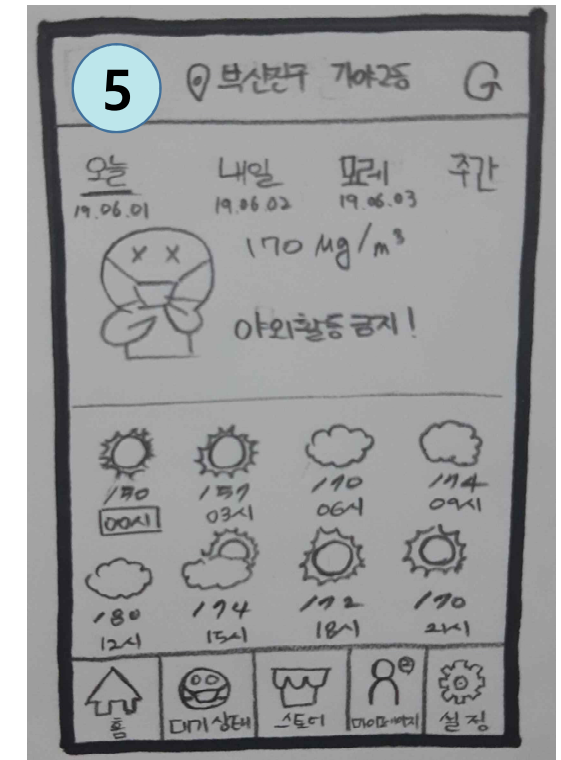 5
부산진구 가야2동
오늘 내일 모레 주간
19.06.01 19.06.02 19.06.03
170 μg/m³
야외활동금지!
150 157 170 174
00시 03시 06시 09시
180 174 172 170
12시 15시 18시 21시
홈 대기상태 스토어 마이페이지 설정